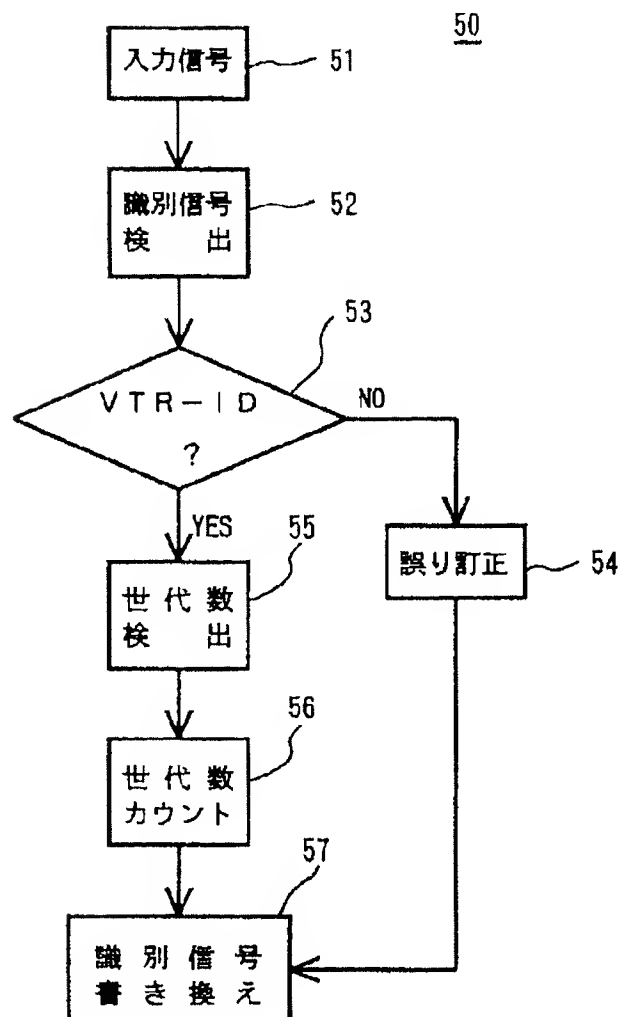 50
入力信号
51
識別信号
検出
52
53
VTR-ID
?
NO
YES
55
誤り訂正
54
世代数
検出
56
世代数
カウント
57
識別信号
書き換え